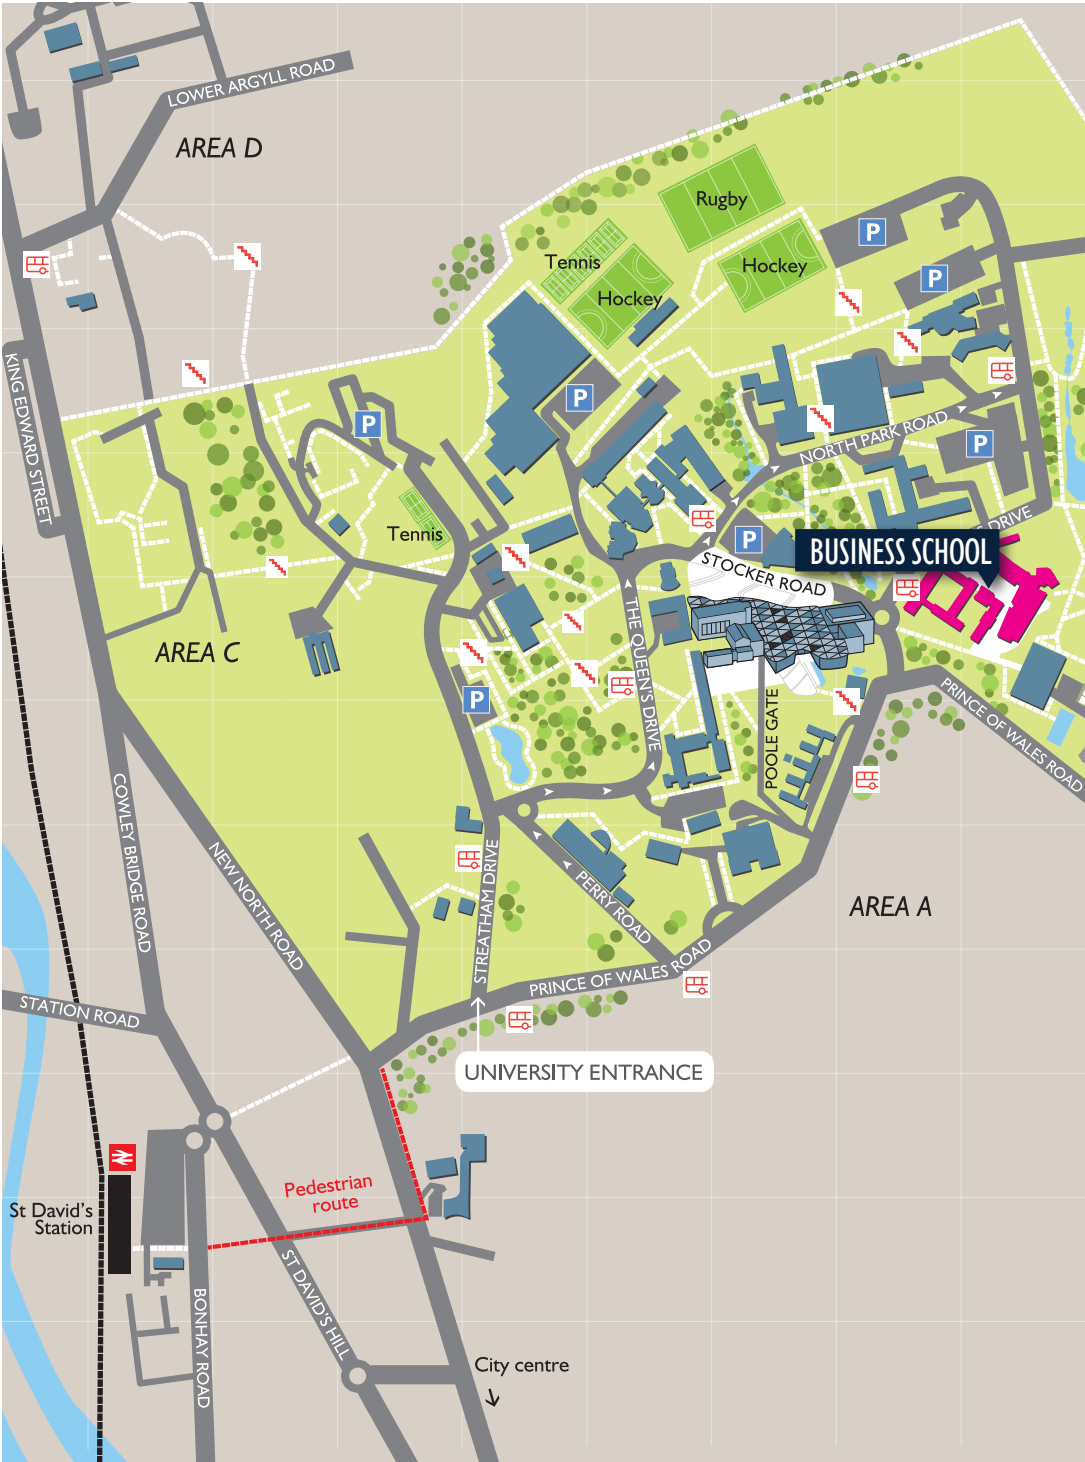 LOWER ARGYLL ROAD
AREA D
Rugby
Tennis
Hockey
Hockey
P
P
KING EDWARD STREET
P
P
NORTH PARK ROAD
P
Tennis
P
BUSINESS SCHOOL
DRIVE
STOCKER ROAD
THE QUEEN'S DRIVE
AREA C
P
POOLE GATE
PRINCE OF WALES ROAD
COWLEY BRIDGE ROAD
NEW NORTH ROAD
STREATHAM DRIVE
PERRY ROAD
AREA A
PRINCE OF WALES ROAD
STATION ROAD
UNIVERSITY ENTRANCE
Pedestrian
route
St David's
Station
ST DAVID'S HILL
BONHAY ROAD
City centre